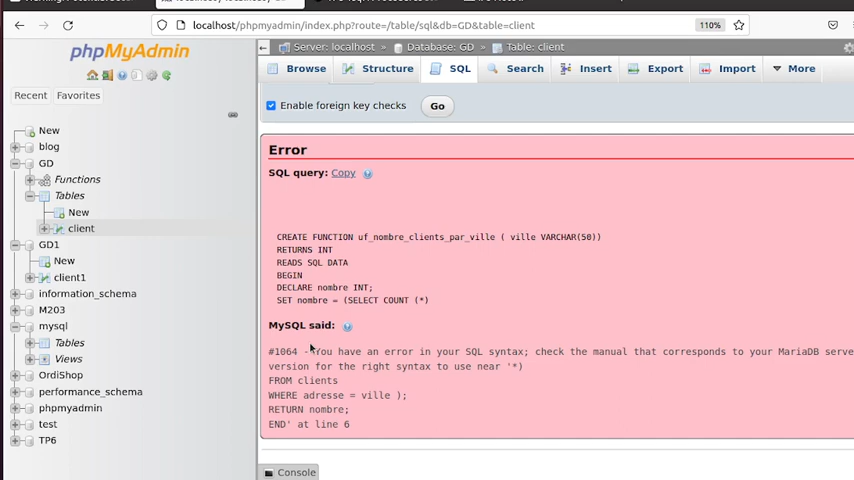 localhost/phpmyadmin/index.php?route=/table/sql&db=GD&table=client
110%
phpMyAdmin
Server: localhost » Database: GD » Table: client
Browse Structure SQL Search Insert Export Import More
Recent Favorites
Enable foreign key checks Go
New
blog
GD
Functions
Tables
New
client
GD1
New
client1
information_schema
M203
mysql
Tables
Views
OrdiShop
performance_schema
phpmyadmin
test
TP6
Error
SQL query: Copy
CREATE FUNCTION uf_nombre_clients_par_ville ( ville VARCHAR(50))
RETURNS INT
READS SQL DATA
BEGIN
DECLARE nombre INT;
SET nombre = (SELECT COUNT (*)
MySQL said:
#1064 - You have an error in your SQL syntax; check the manual that corresponds to your MariaDB serve
version for the right syntax to use near '*)
FROM clients
WHERE adresse = ville );
RETURN nombre;
END' at line 6
Console